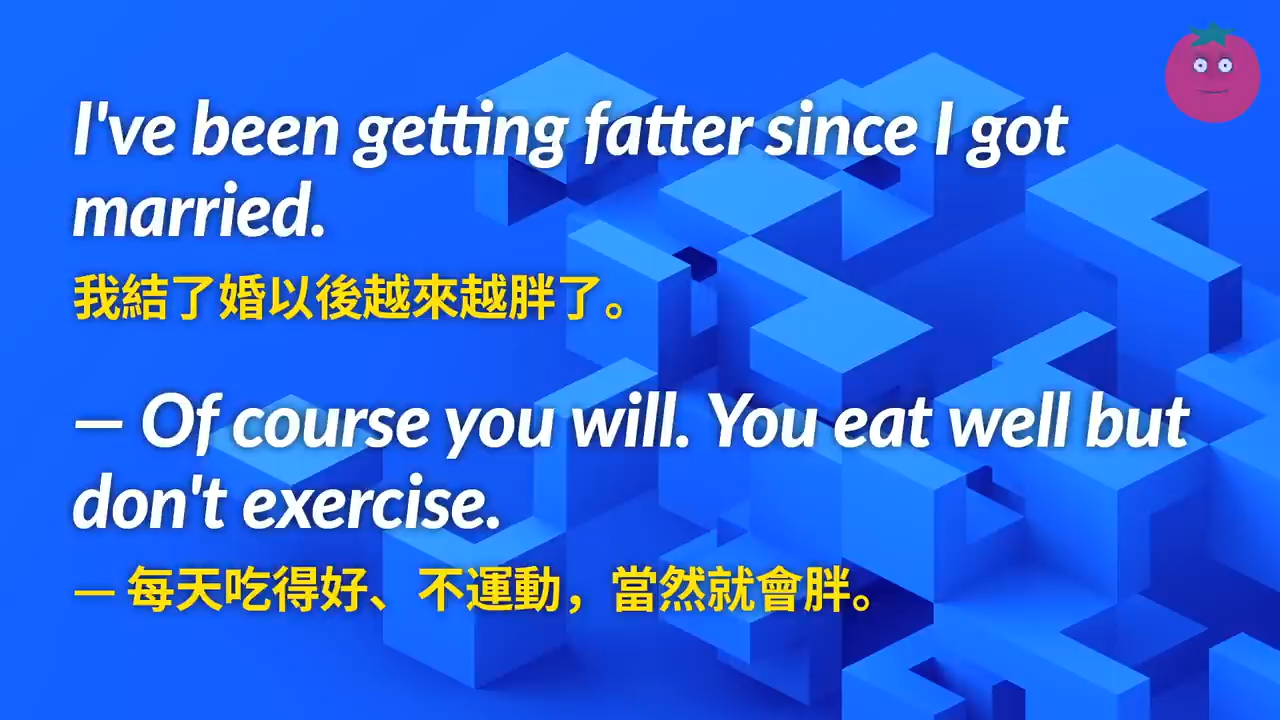 I've been getting fatter since I got
married.
我結了婚以後越來越胖了。
— Of course you will. You eat well but
don't exercise.
— 每天吃得好、不運動，當然就會胖。